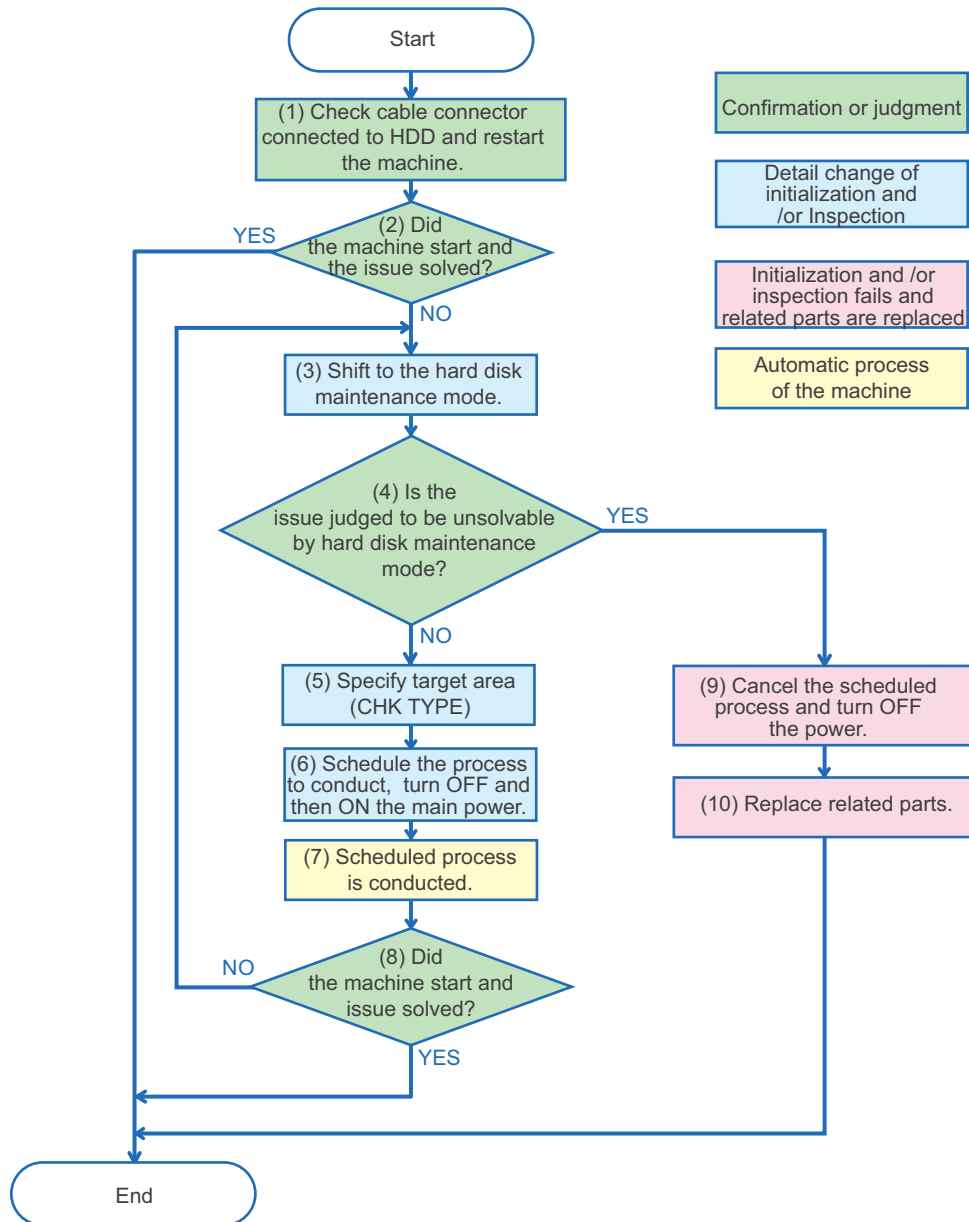 Start
(1) Check cable connector
connected to HDD and restart
the machine.
(2) Did
the machine start and
the issue solved?
YES
NO
(3) Shift to the hard disk
maintenance mode.
(4) Is the
issue judged to be unsolvable
by hard disk maintenance
mode?
YES
NO
(5) Specify target area
(CHK TYPE)
(6) Schedule the process
to conduct, turn OFF and
then ON the main power.
(7) Scheduled process
is conducted.
(8) Did
the machine start and
issue solved?
NO
YES
(9) Cancel the scheduled
process and turn OFF
the power.
(10) Replace related parts.
End
Confirmation or judgment
Detail change of
initialization and
/or Inspection
Initialization and /or
inspection fails and
related parts are replaced
Automatic process
of the machine